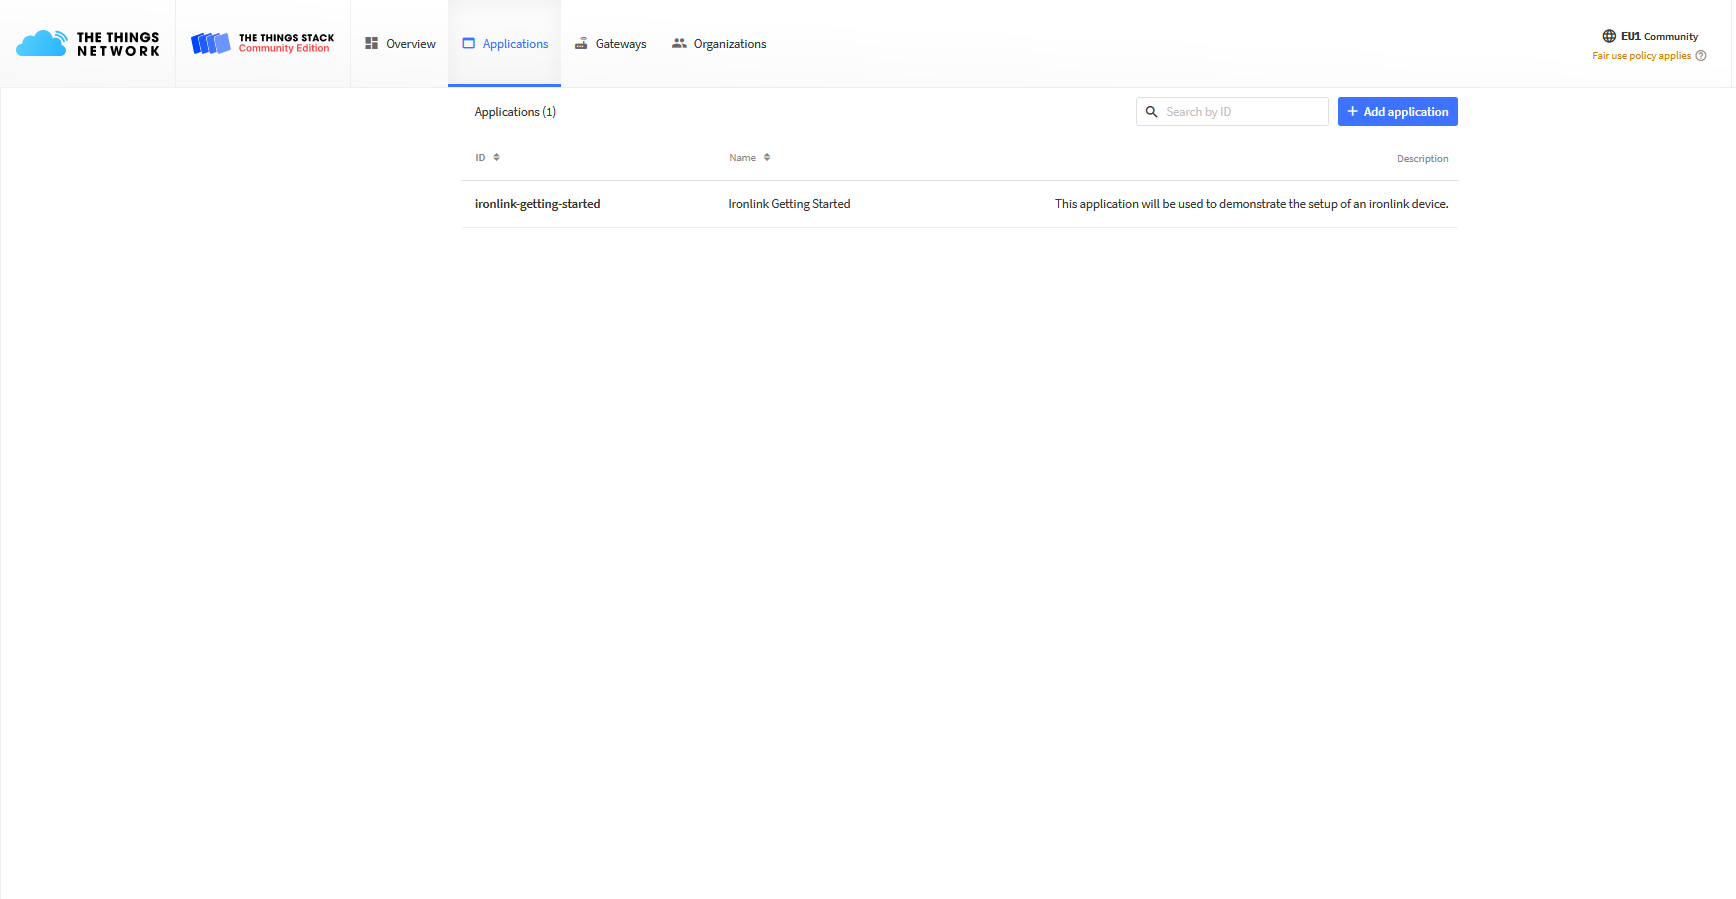 THE THINGS
NETWORK
THE THINGS STACK
Community Edition
Overview
Applications
Gateways
Organizations
EU1 Community
Fair use policy applies
Applications (1)
Search by ID
+ Add application
ID
Name
Description
ironlink-getting-started
Ironlink Getting Started
This application will be used to demonstrate the setup of an ironlink device.